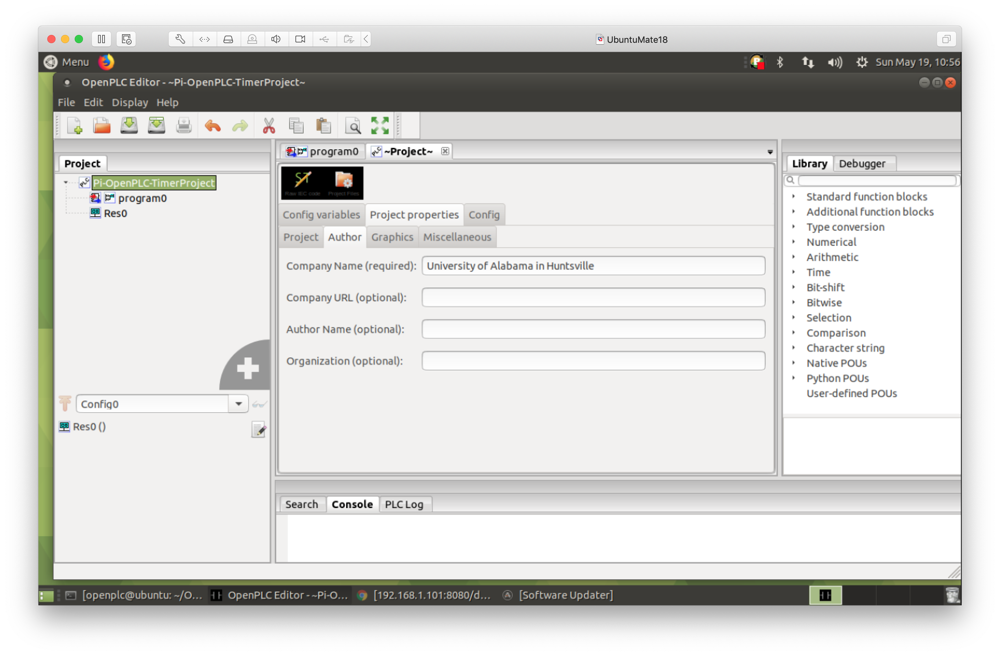 UbuntuMate18
Menu
Sun May 19, 10:56
OpenPLC Editor - ~Pi-OpenPLC-TimerProject~
File Edit Display Help
Project
Pi-OpenPLC-TimerProject
program0
Res0
Config0
Res0 ()
program0 ~Project~
Raw IEC code Project Files
Config variables Project properties Config
Project Author Graphics Miscellaneous
Company Name (required): University of Alabama in Huntsville
Company URL (optional):
Author Name (optional):
Organization (optional):
Search Console PLC Log
Library Debugger
Standard function blocks
Additional function blocks
Type conversion
Numerical
Arithmetic
Time
Bit-shift
Bitwise
Selection
Comparison
Character string
Native POUs
Python POUs
User-defined POUs
[openplc@ubuntu: ~/O... OpenPLC Editor - ~Pi-O... [192.168.1.101:8080/d... [Software Updater]